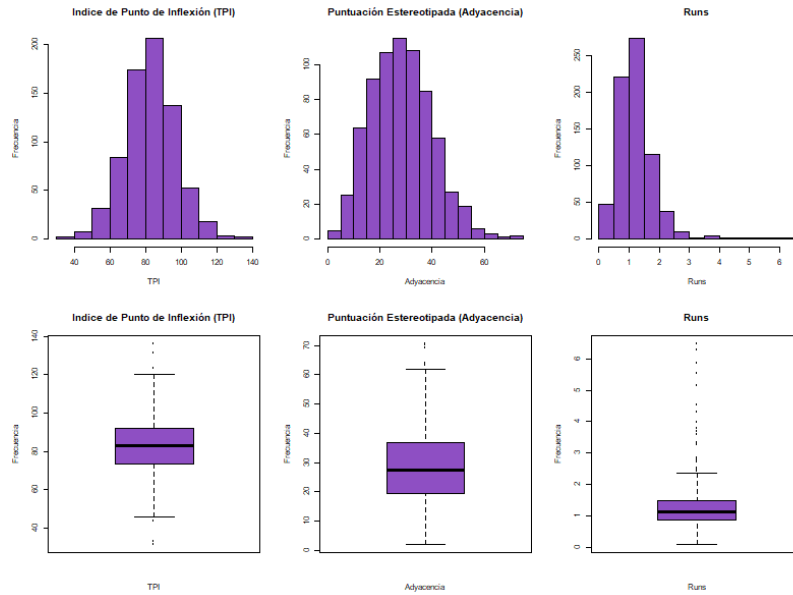 Indice de Punto de Inflexión (TPI)
Frecuencia
200
150
100
50
0
40 60 80 100 120 140
TPI
Puntuación Estereotipada (Adyacencia)
Frecuencia
100
80
60
40
20
0
0 20 40 60
Adyacencia
Runs
Frecuencia
250
200
150
100
50
0
0 1 2 3 4 5 6
Runs
Indice de Punto de Inflexión (TPI)
Frecuencia
140
120
100
80
60
40
TPI
Puntuación Estereotipada (Adyacencia)
Frecuencia
70
60
50
40
30
20
10
0
Adyacencia
Runs
Frecuencia
6
5
4
3
2
1
0
Runs